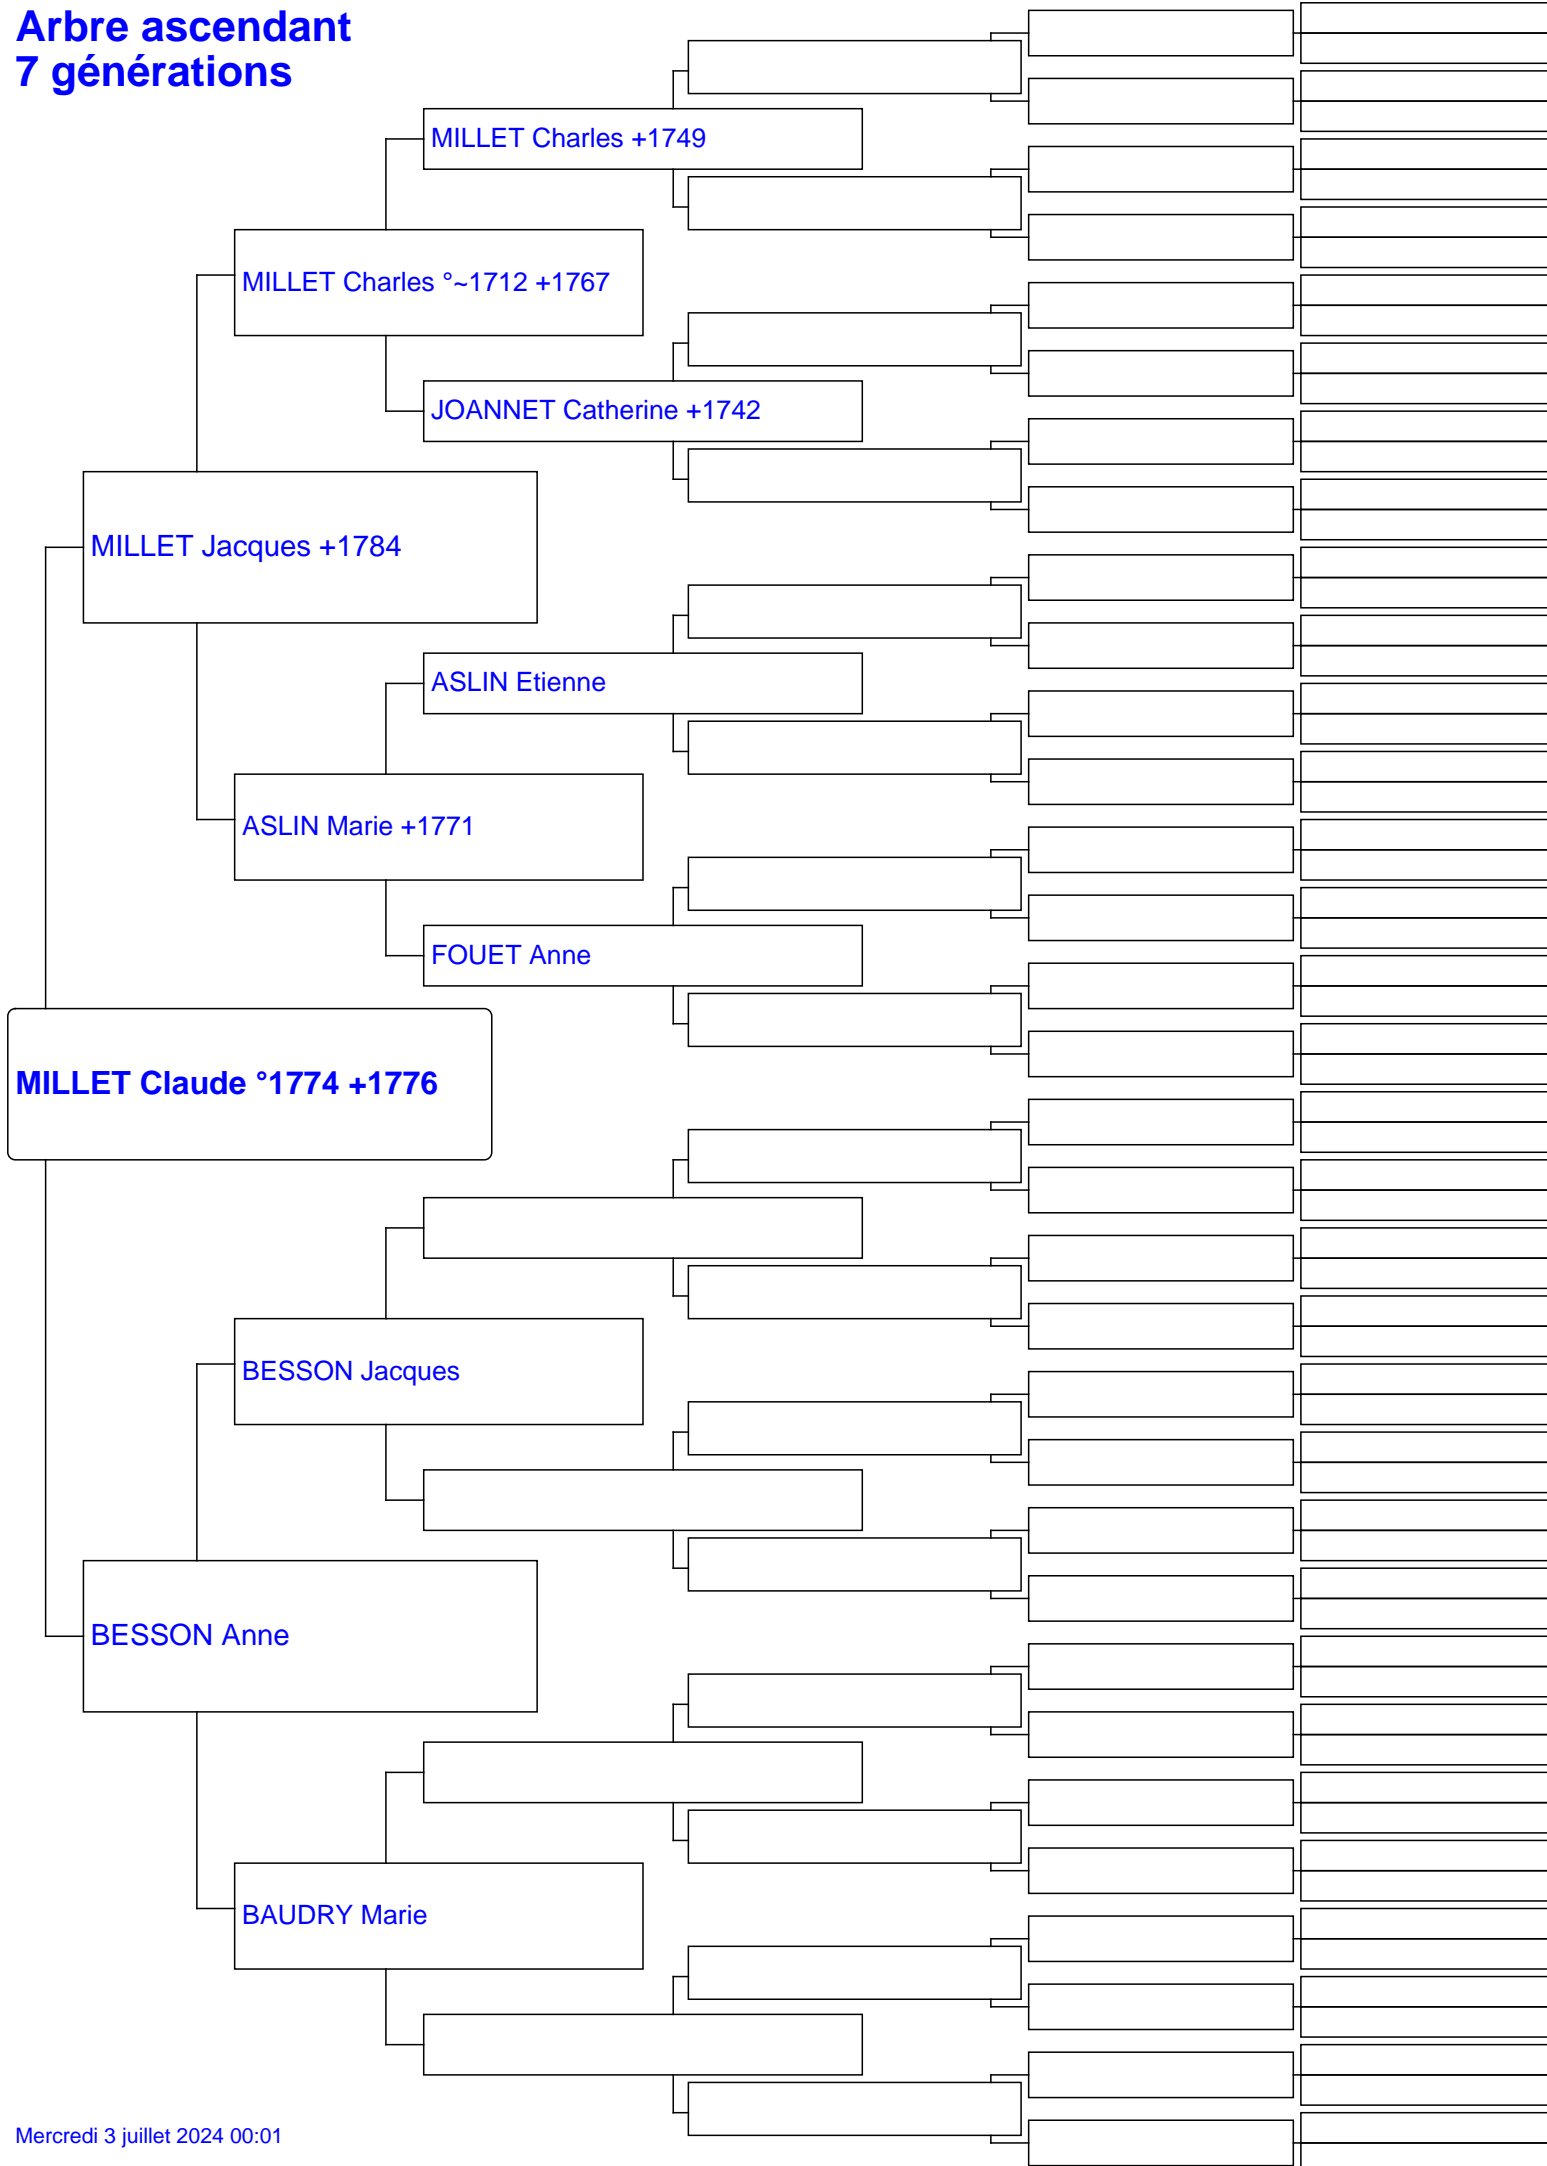 Arbre ascendant
7 générations
MILLET Charles +1749
MILLET Charles °~1712 +1767
JOANNET Catherine +1742
MILLET Jacques +1784
ASLIN Etienne
ASLIN Marie +1771
FOUET Anne
MILLET Claude °1774 +1776
BESSON Jacques
BESSON Anne
BAUDRY Marie
Mercredi 3 juillet 2024 00:01